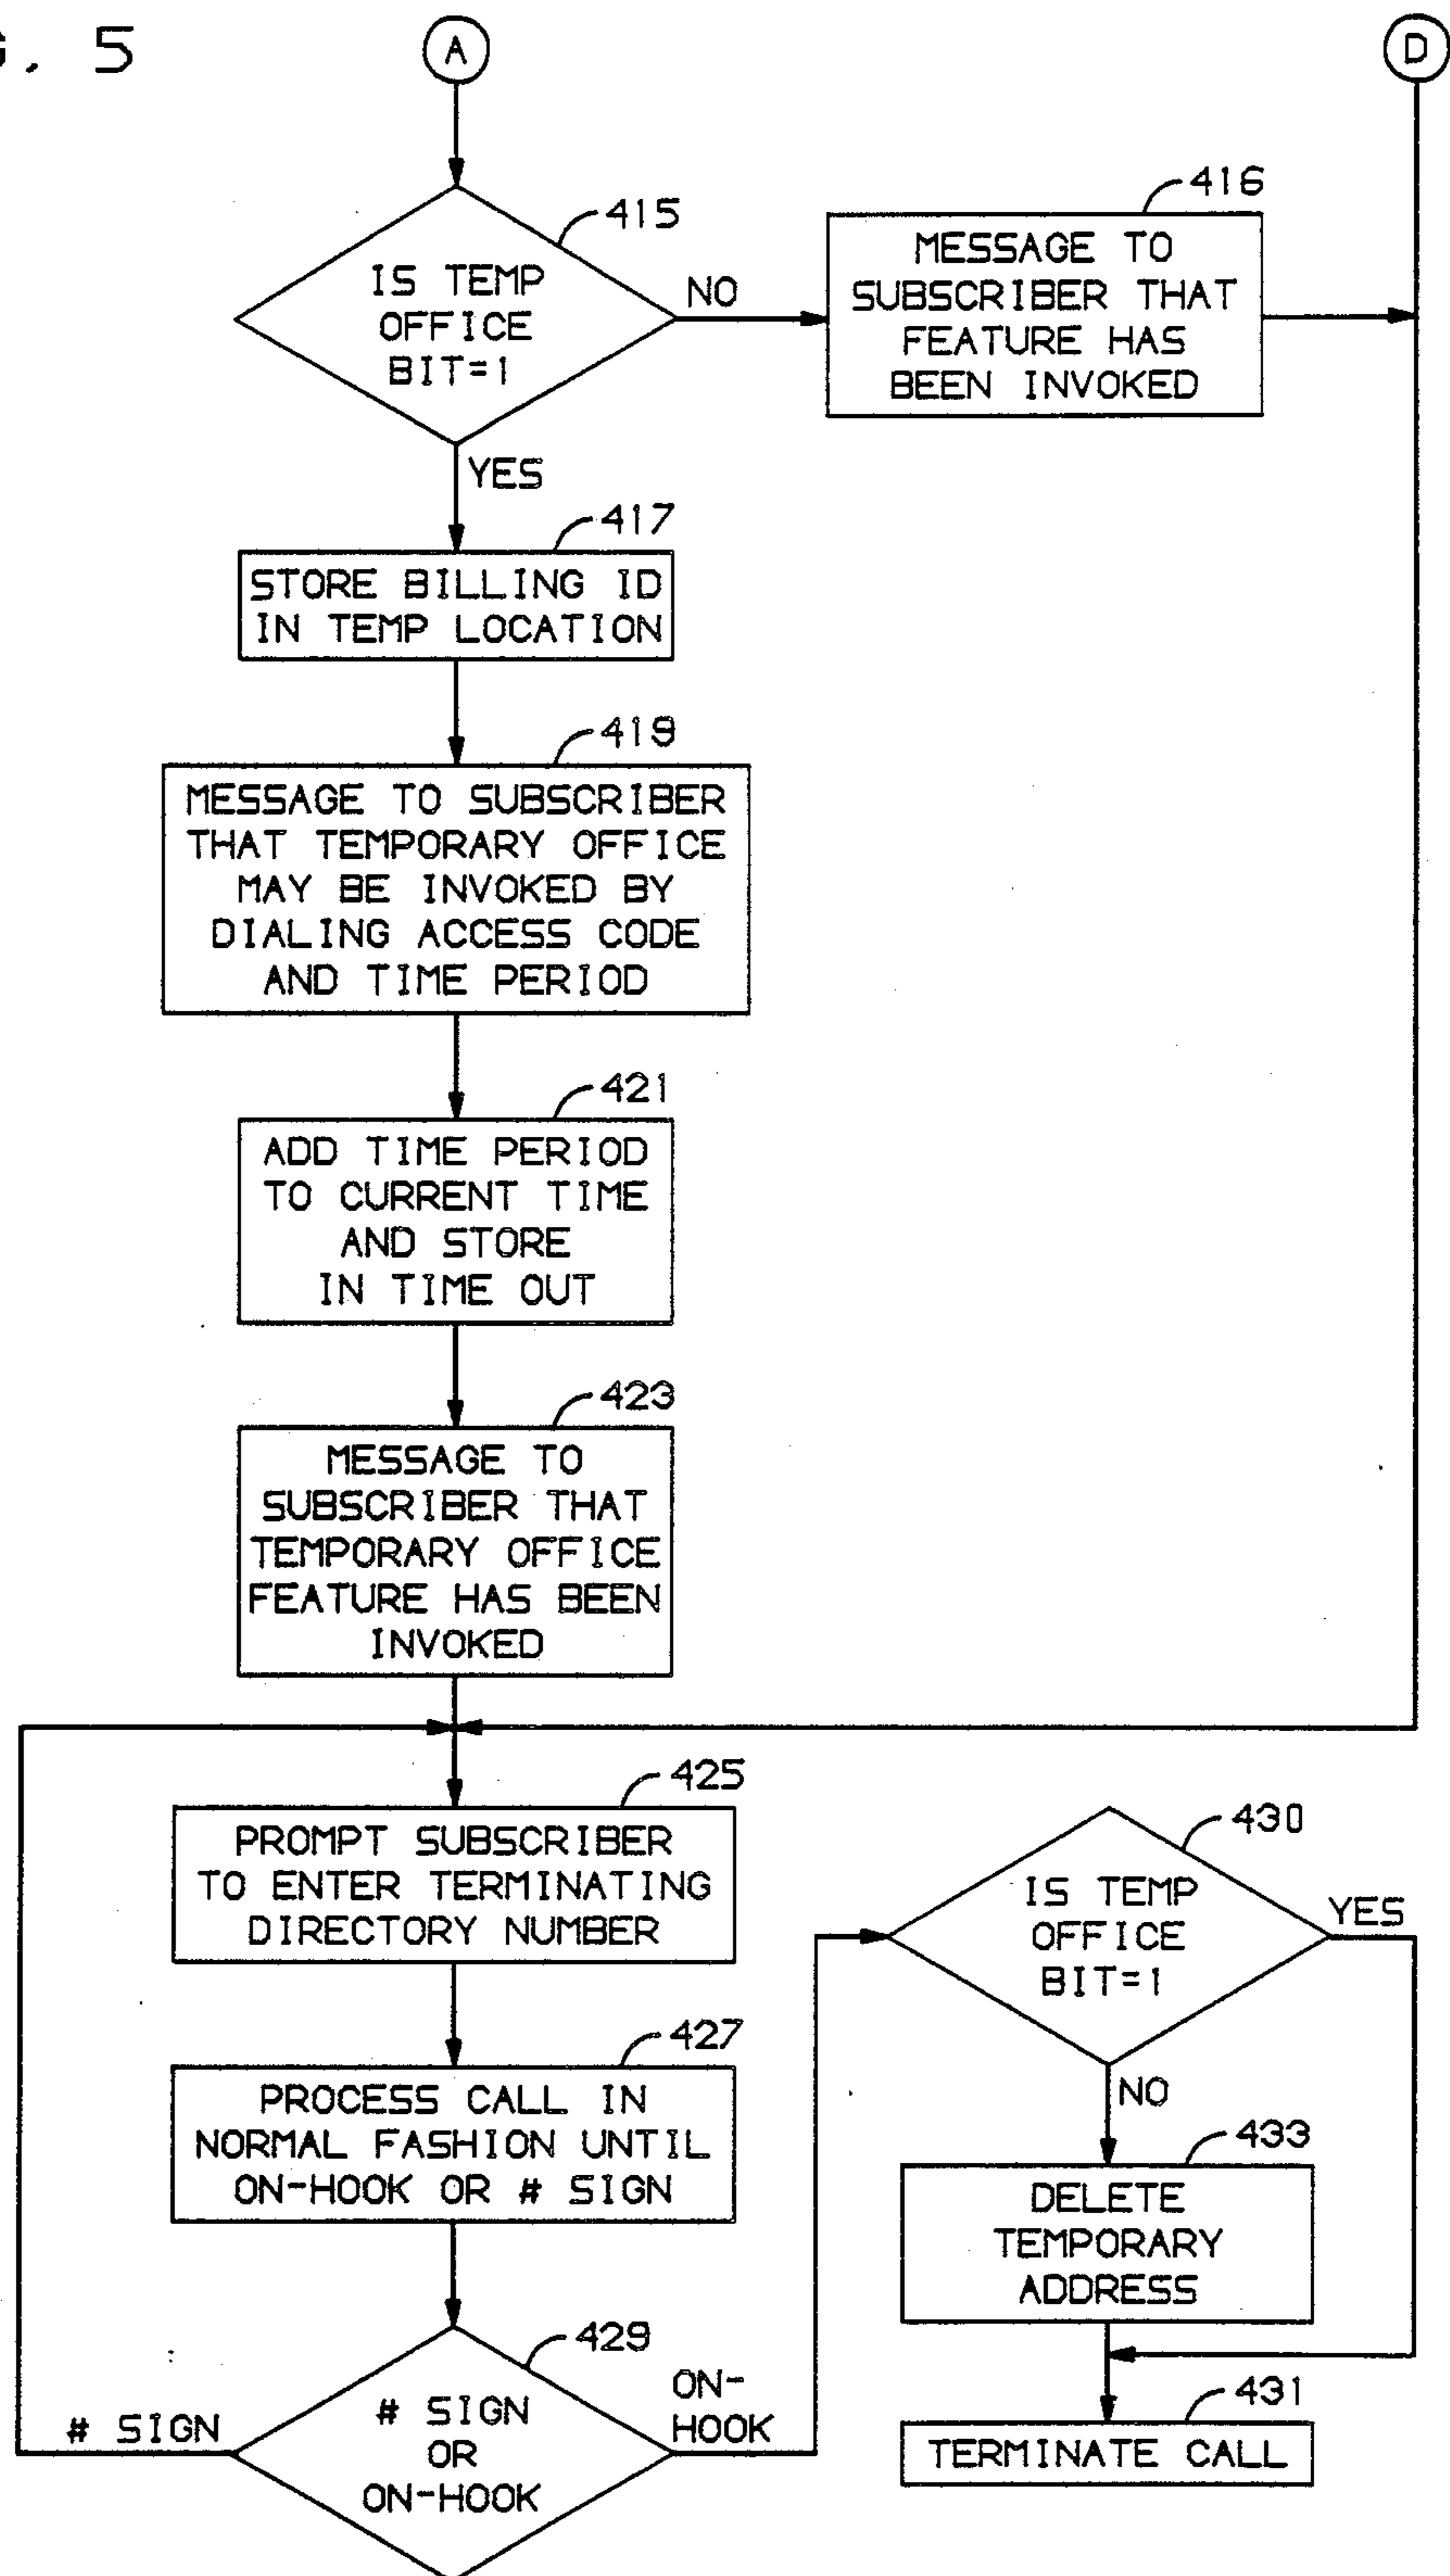 . 5
A
D
415
IS TEMP
OFFICE
BIT=1
NO
YES
416
MESSAGE TO
SUBSCRIBER THAT
FEATURE HAS
BEEN INVOKED
417
STORE BILLING ID
IN TEMP LOCATION
419
MESSAGE TO SUBSCRIBER
THAT TEMPORARY OFFICE
MAY BE INVOKED BY
DIALING ACCESS CODE
AND TIME PERIOD
421
ADD TIME PERIOD
TO CURRENT TIME
AND STORE
IN TIME OUT
423
MESSAGE TO
SUBSCRIBER THAT
TEMPORARY OFFICE
FEATURE HAS BEEN
INVOKED
425
PROMPT SUBSCRIBER
TO ENTER TERMINATING
DIRECTORY NUMBER
427
PROCESS CALL IN
NORMAL FASHION UNTIL
ON-HOOK OR # SIGN
429
# SIGN
OR
ON-HOOK
# SIGN
ON-
HOOK
430
IS TEMP
OFFICE
BIT=1
YES
NO
433
DELETE
TEMPORARY
ADDRESS
431
TERMINATE CALL